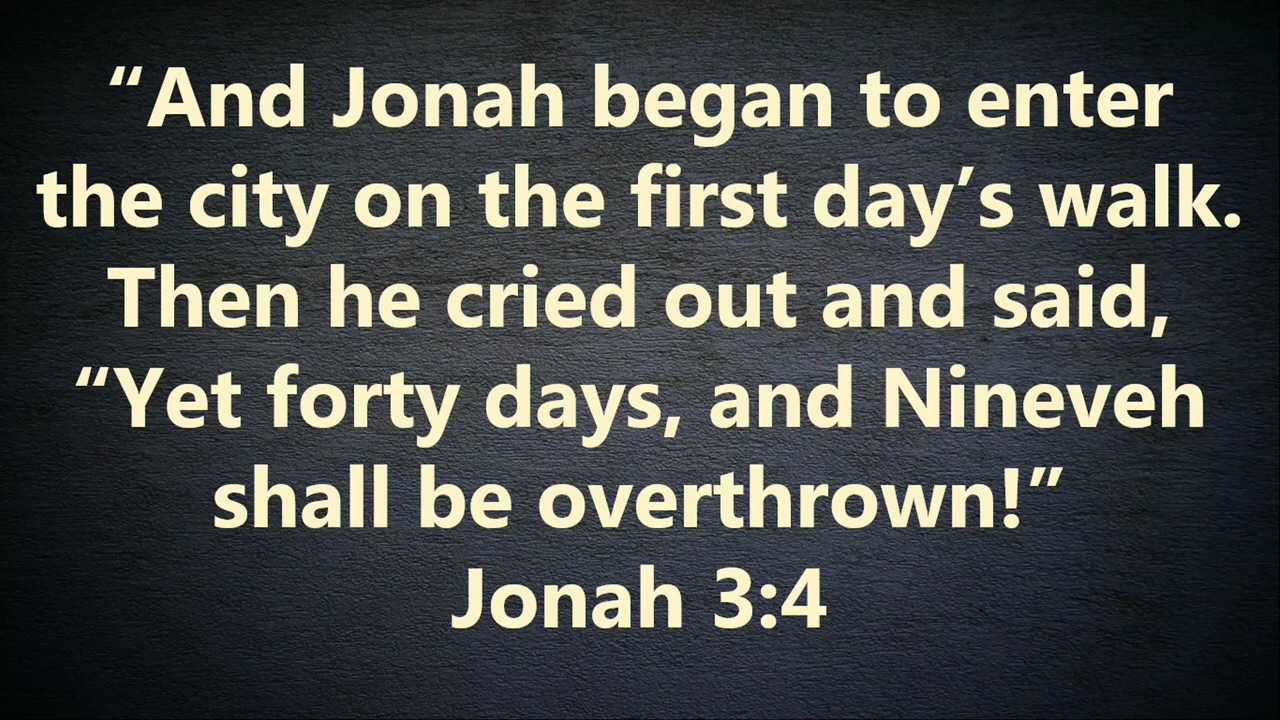 “And Jonah began to enter
the city on the first day’s walk.
Then he cried out and said,
“Yet forty days, and Nineveh
shall be overthrown!”
Jonah 3:4